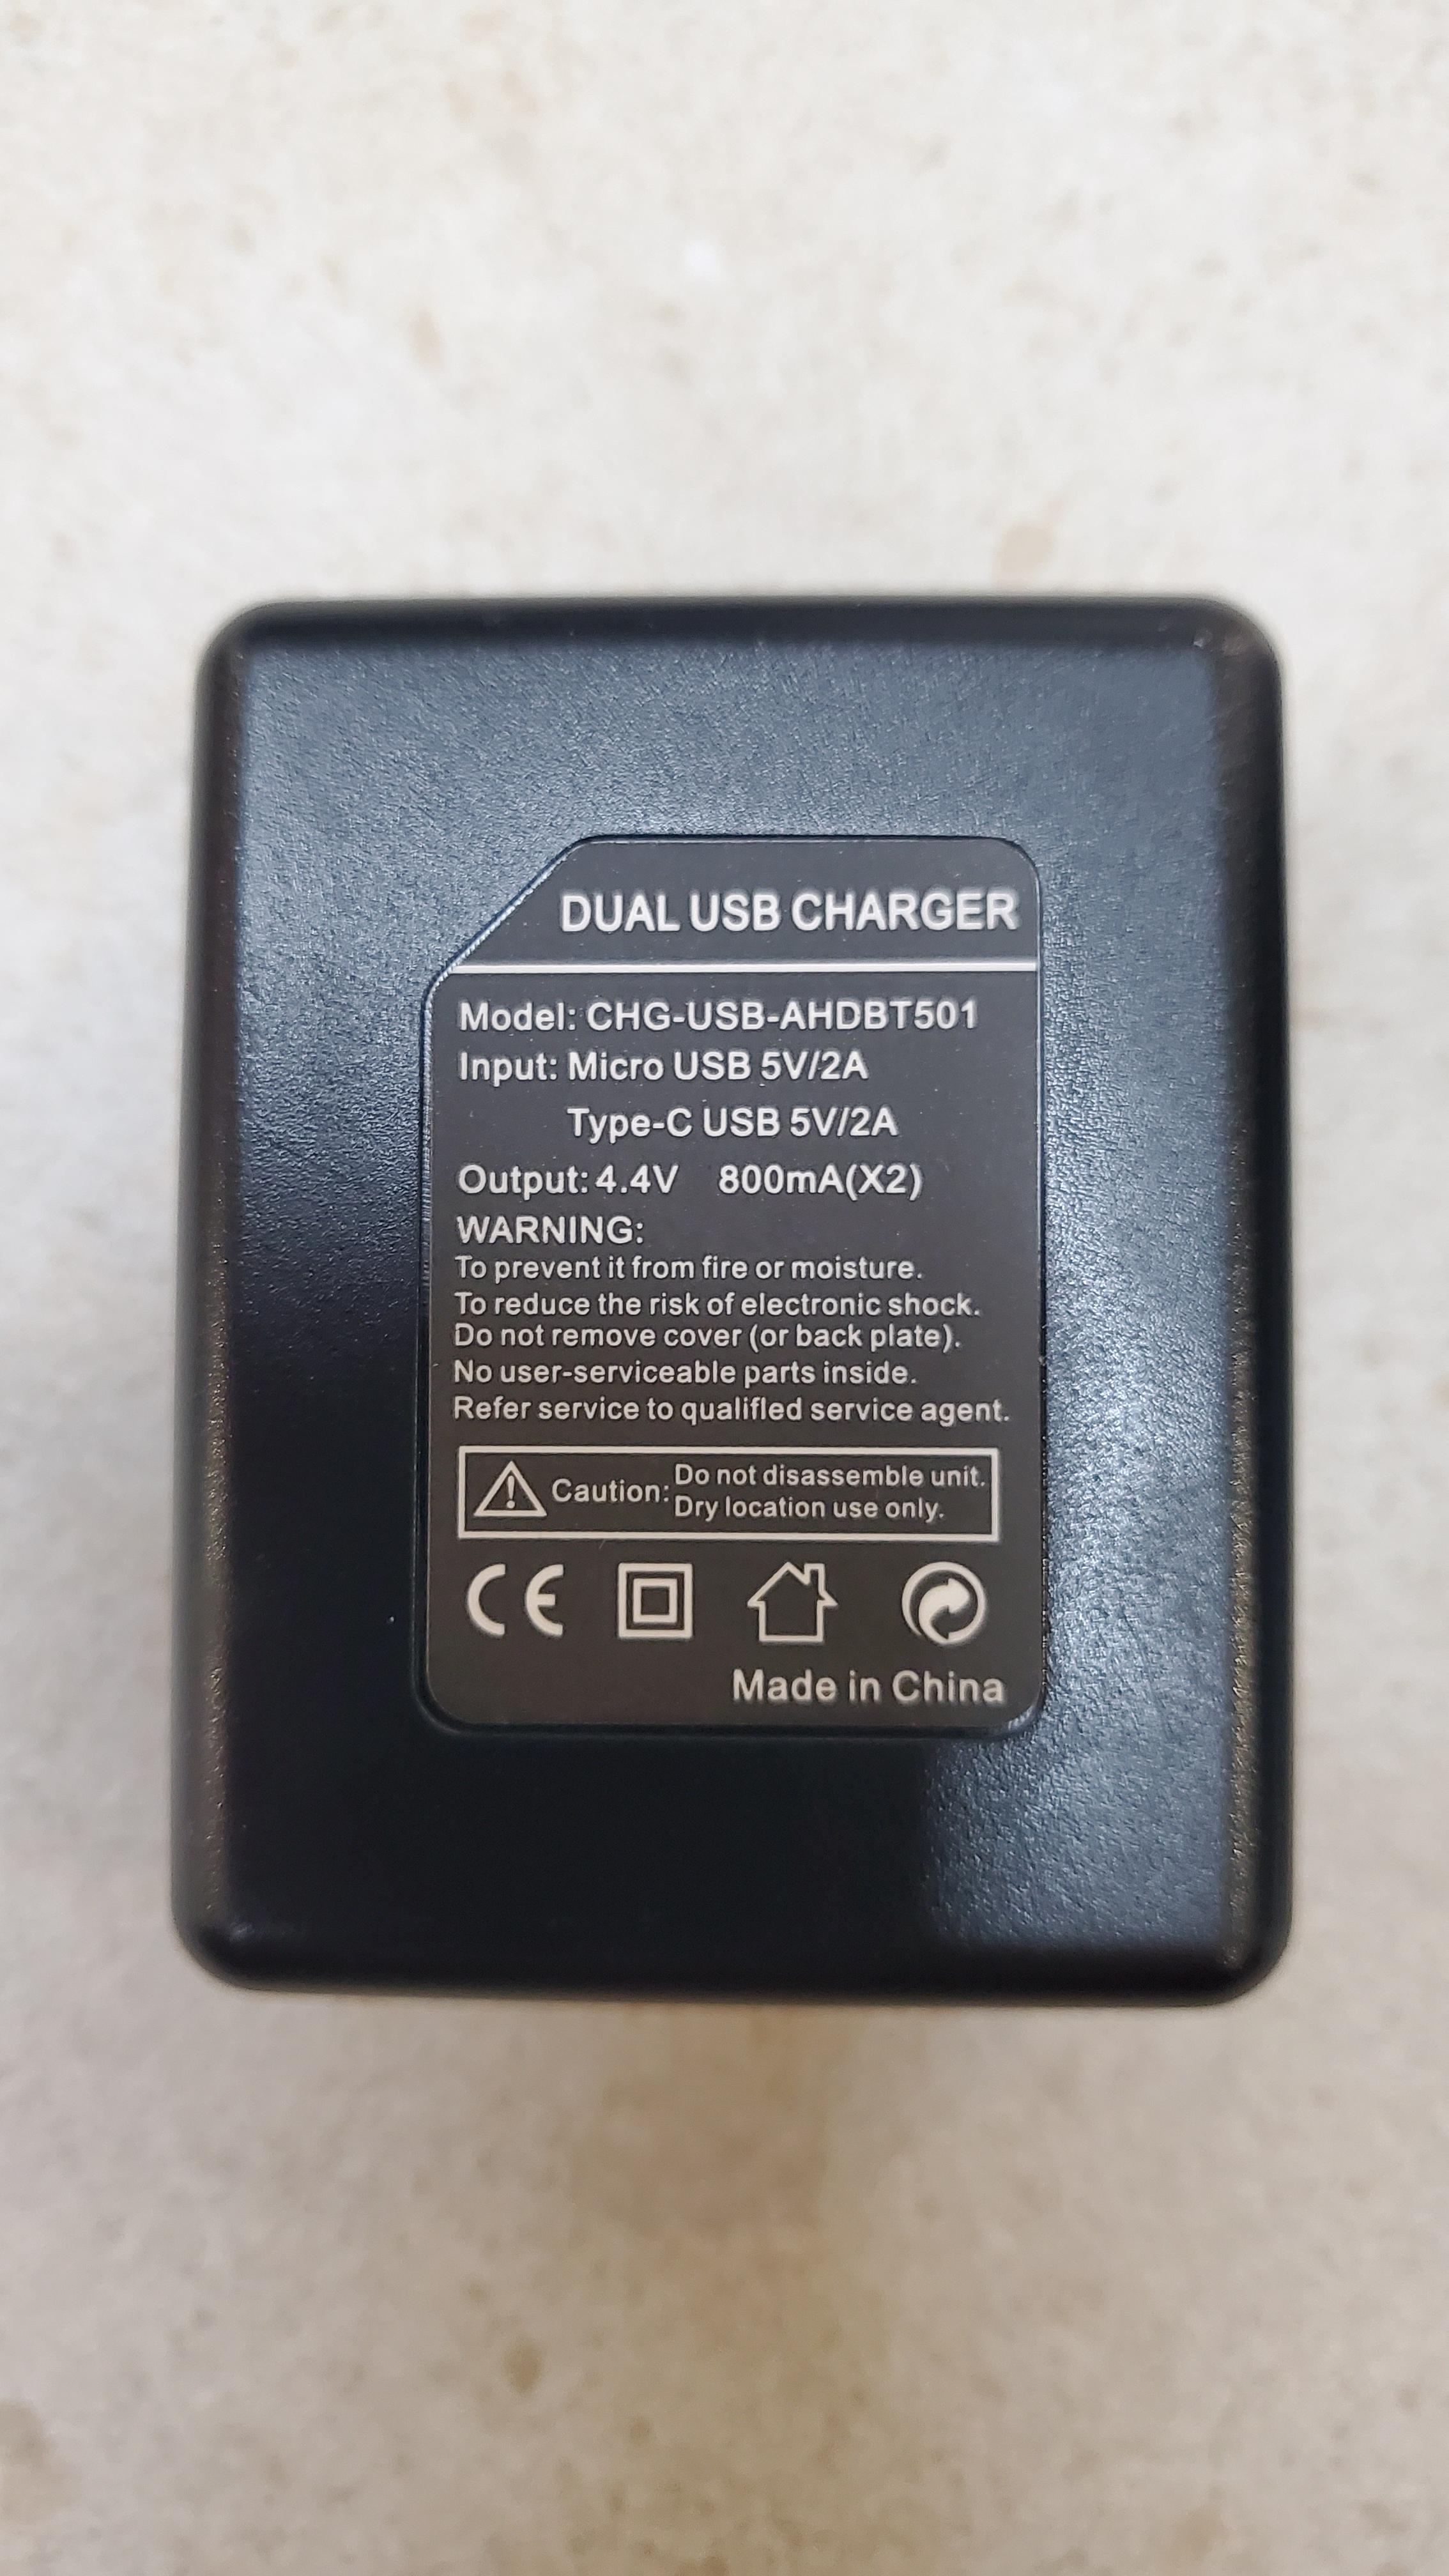 DUAL USB CHARGER
Model: CHG-USB-AHDBT501
Input: Micro USB 5V/2A
Type-C USB 5V/2A
Output: 4.4V 800mA(X2)
WARNING:
To prevent it from fire or moisture.
To reduce the risk of electronic shock.
Do not remove cover (or back plate).
No user-serviceable parts inside.
Refer service to qualifled service agent.
Caution: Do not disassemble unit.
Dry location use only.
CE
Made in China